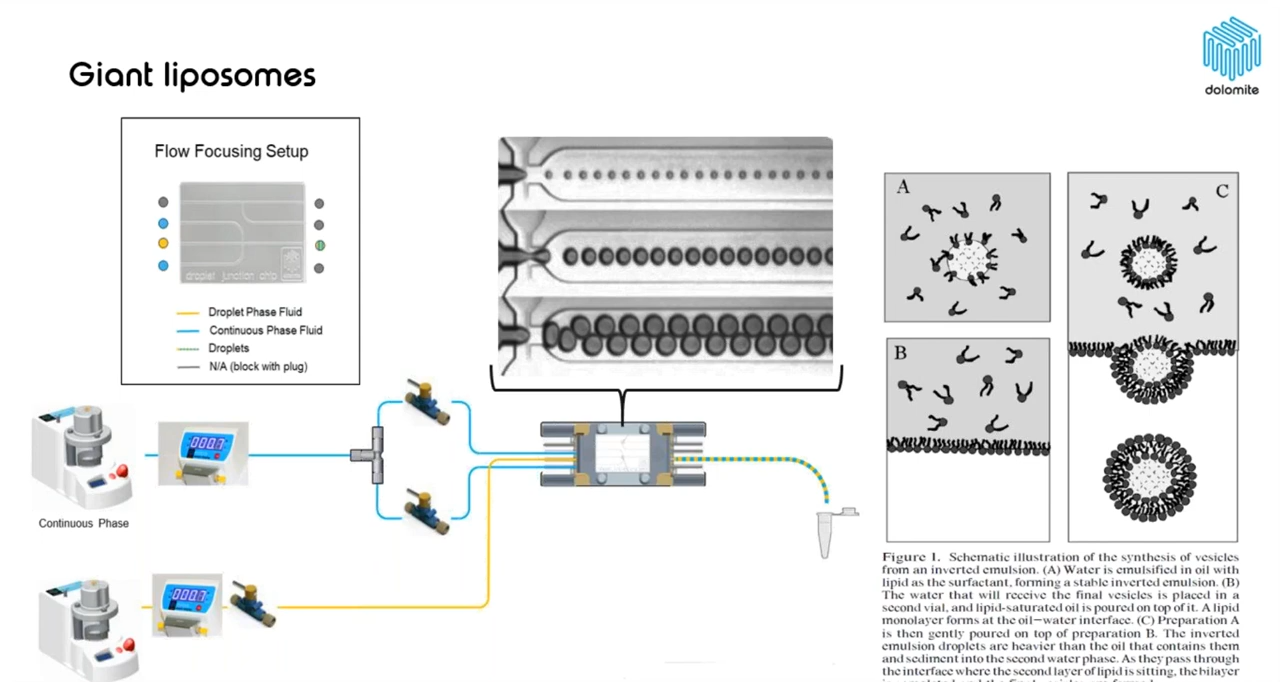 Giant liposomes
dolomite
Flow Focusing Setup
droplet junction chip
Droplet Phase Fluid
Continuous Phase Fluid
Droplets
N/A (block with plug)
000.7
Continuous Phase
000.7
A
B
C
Figure 1. Schematic illustration of the synthesis of vesicles
from an inverted emulsion. (A) Water is emulsified in oil with
lipid as the surfactant, forming a stable inverted emulsion. (B)
The water that will receive the final vesicles is placed in a
second vial, and lipid-saturated oil is poured on top of it. A lipid
monolayer forms at the oil−water interface. (C) Preparation A
is then gently poured on top of preparation B. The inverted
emulsion droplets are heavier than the oil that contains them
and sediment into the second water phase. As they pass through
the interface where the second layer of lipid is sitting, the bilayer